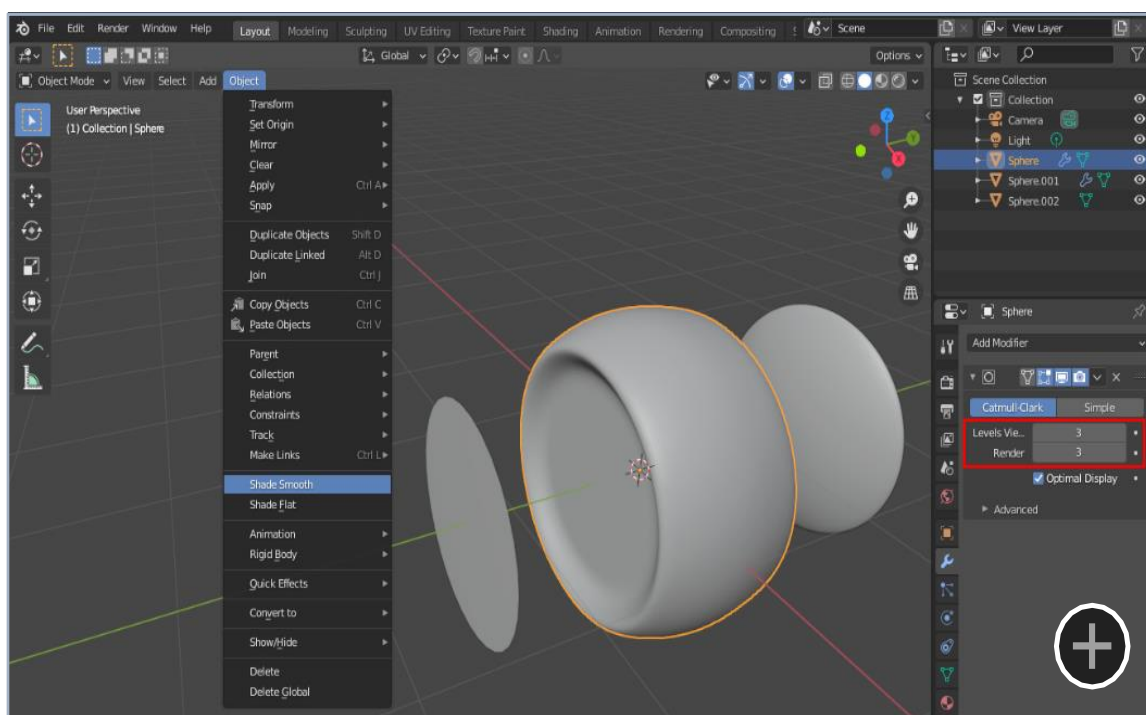 File Edit Render Window Help Layout Modeling Sculpting UV Editing Texture Paint Shading Animation Rendering Compositing Scene View Layer
Global Options
Object Mode View Select Add Object
User Perspective
(1) Collection | Sphere
Transform
Set Origin
Mirror
Clear
Apply Ctrl A
Snap
Duplicate Objects Shift D
Duplicate Linked Alt D
Join Ctrl J
Copy Objects Ctrl C
Paste Objects Ctrl V
Parent
Collection
Relations
Constraints
Track
Make Links Ctrl L
Shade Smooth
Shade Flat
Animation
Rigid Body
Quick Effects
Convert to
Show/Hide
Delete
Delete Global
Z
Y
X
Scene Collection
Collection
Camera
Light
Sphere
Sphere.001
Sphere.002
Sphere
Add Modifier
Catmull-Clark Simple
Levels Vie... 3
Render 3
Optimal Display
Advanced